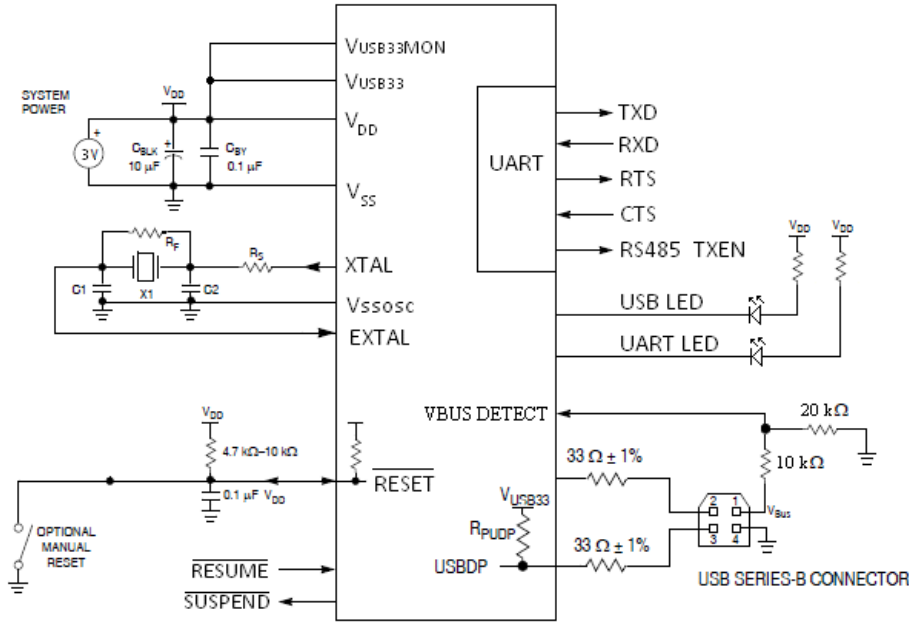 VUSB33MON
VUSB33
SYSTEM
POWER
VDD
VDD
3V
+
+
CBLK
10 µF
CBY
0.1 µF
VSS
RF
RS
XTAL
C1
X1
C2
VSSOSC
EXTAL
UART
TXD
RXD
RTS
CTS
RS485 TXEN
VDD
VDD
USB LED
UART LED
VBUS DETECT
20 kΩ
10 kΩ
VBus
VDD
4.7 kΩ–10 kΩ
0.1 µF
VDD
RESET
OPTIONAL
MANUAL
RESET
RESUME
SUSPEND
33 Ω ± 1%
VUSB33
RPUDP
33 Ω ± 1%
USBDP
2 1
3 4
USB SERIES-B CONNECTOR